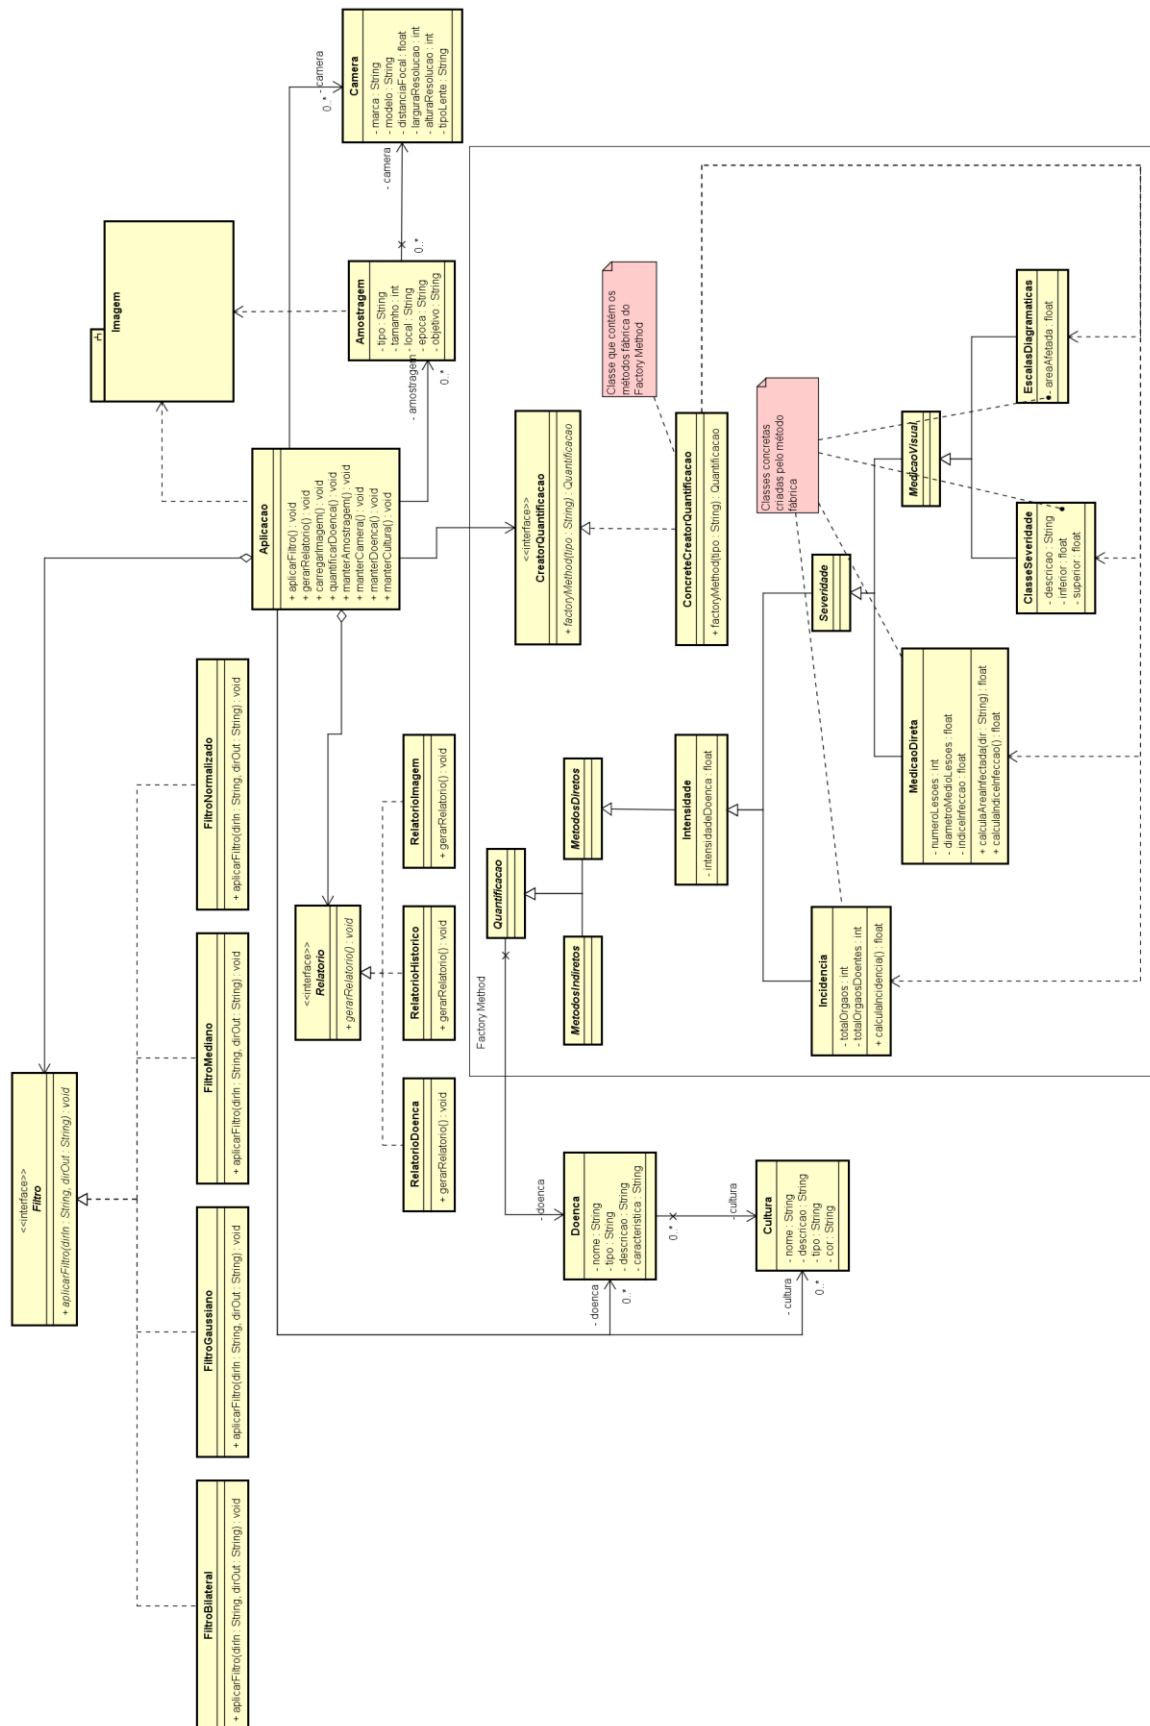 <<interface>>
Filtro
+ aplicarFiltro(dirIn : String, dirOut : String) : void
FiltroBilateral
+ aplicarFiltro(dirIn : String, dirOut : String) : void
FiltroGaussiano
+ aplicarFiltro(dirIn : String, dirOut : String) : void
FiltroMediano
+ aplicarFiltro(dirIn : String, dirOut : String) : void
FiltroNormalizado
+ aplicarFiltro(dirIn : String, dirOut : String) : void
Imagem
Aplicacao
+ aplicarFiltro() : void
+ gerarRelatorio() : void
+ carregarImagem() : void
+ quantificarDoenca() : void
+ manterAmostragem() : void
+ manterCamera() : void
+ manterDoenca() : void
+ manterCultura() : void
- camera
0..*
Camera
- marca : String
- modelo : String
- distanciaFocal : float
- larguraResolucao : int
- alturaResolucao : int
- tipoLente : String
- camera
0..*
Amostragem
- tipo : String
- tamanho : int
- local : String
- epoca : String
- objetivo : String
- amostragem
0..*
<<interface>>
Relatorio
+ gerarRelatorio() : void
RelatorioDoenca
+ gerarRelatorio() : void
RelatorioHistorico
+ gerarRelatorio() : void
RelatorioImagem
+ gerarRelatorio() : void
Factory Method
<<interface>>
CreatorQuantificacao
+ factoryMethod(tipo : String) : Quantificacao
Classe que contém os
métodos fábrica do
Factory Method
ConcreteCreatorQuantificacao
+ factoryMethod(tipo : String) : Quantificacao
Quantificacao
MetodosIndiretos
MetodosDiretos
- doenca
Doenca
- nome : String
- tipo : String
- descricao : String
- caracteristica : String
- doenca
0..*
0..*
- cultura
Cultura
- nome : String
- descricao : String
- tipo : String
- cor : String
- cultura
0..*
Intensidade
- intensidadeDoenca : float
Classes concretas
criadas pelo método
fábrica
Incidencia
- totalOrgaos : int
- totalOrgaosDoentes : int
+ calculaIncidencia() : float
Severidade
MedicaoDireta
- numeroLesoes : int
- diametroMedioLesoes : float
- indiceInfeccao : float
+ calculaAreaInfectada(dir : String) : float
+ calculaIndiceInfeccao() : float
MedicaoVisual
ClasseSeveridade
- descricao : String
- inferior : float
- superior : float
EscalasDiagramaticas
- areaAfetada : float